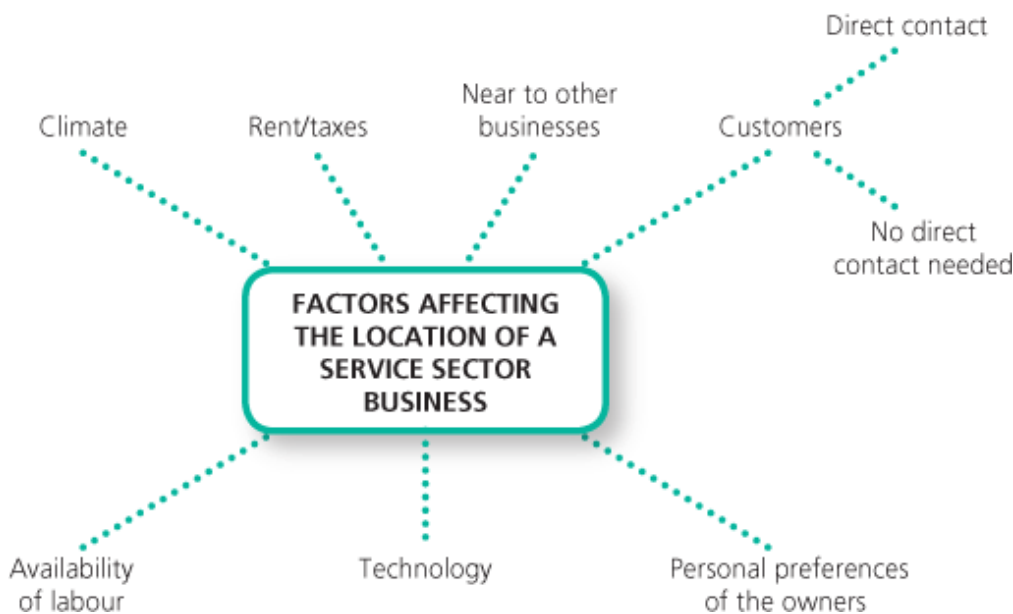 Direct contact
Climate
Rent/taxes
Near to other
businesses
Customers
No direct
contact needed
FACTORS AFFECTING
THE LOCATION OF A
SERVICE SECTOR
BUSINESS
Availability
of labour
Technology
Personal preferences
of the owners